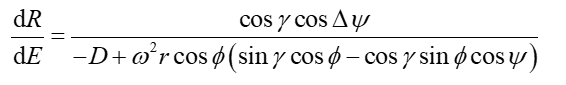 dR/dE = cos γ cos Δψ / (−D + ω²r cos ϕ (sin γ cos ϕ − cos γ sin ϕ cos ψ))